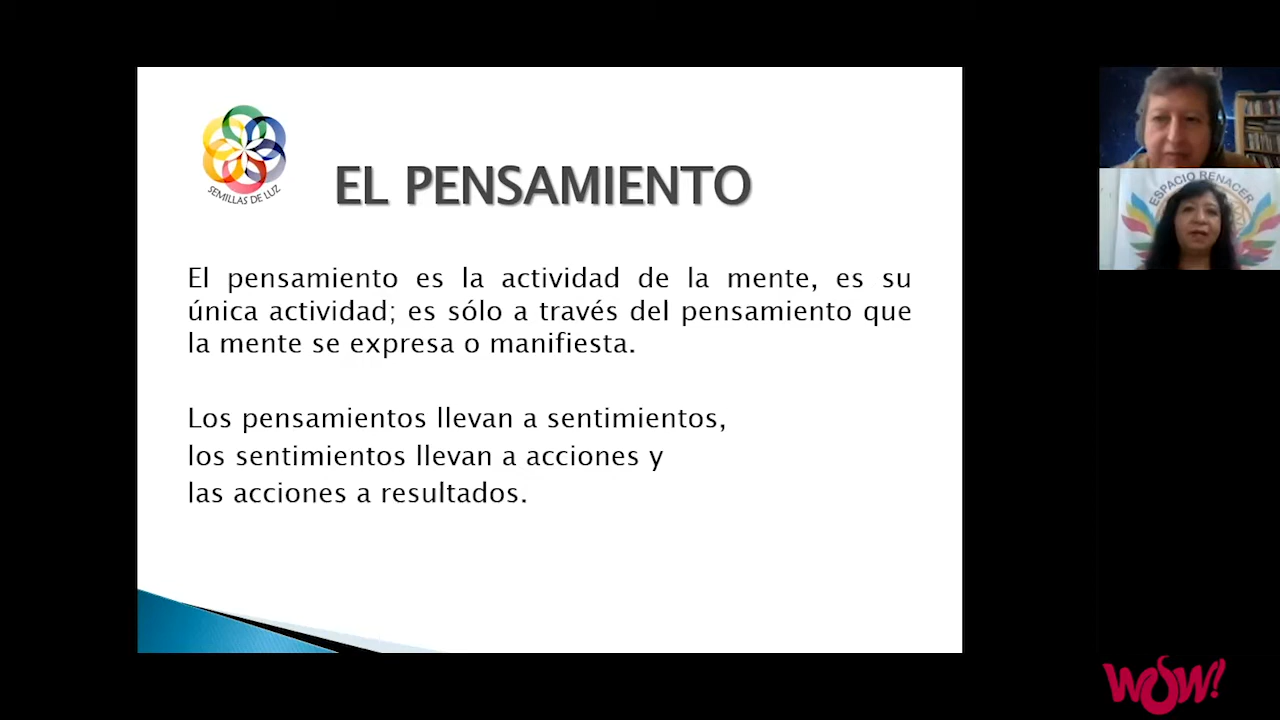 SEMILLAS DE LUZ
EL PENSAMIENTO
El pensamiento es la actividad de la mente, es su
única actividad; es sólo a través del pensamiento que
la mente se expresa o manifiesta.
Los pensamientos llevan a sentimientos,
los sentimientos llevan a acciones y
las acciones a resultados.
ESPACIO RENACER
WOW!